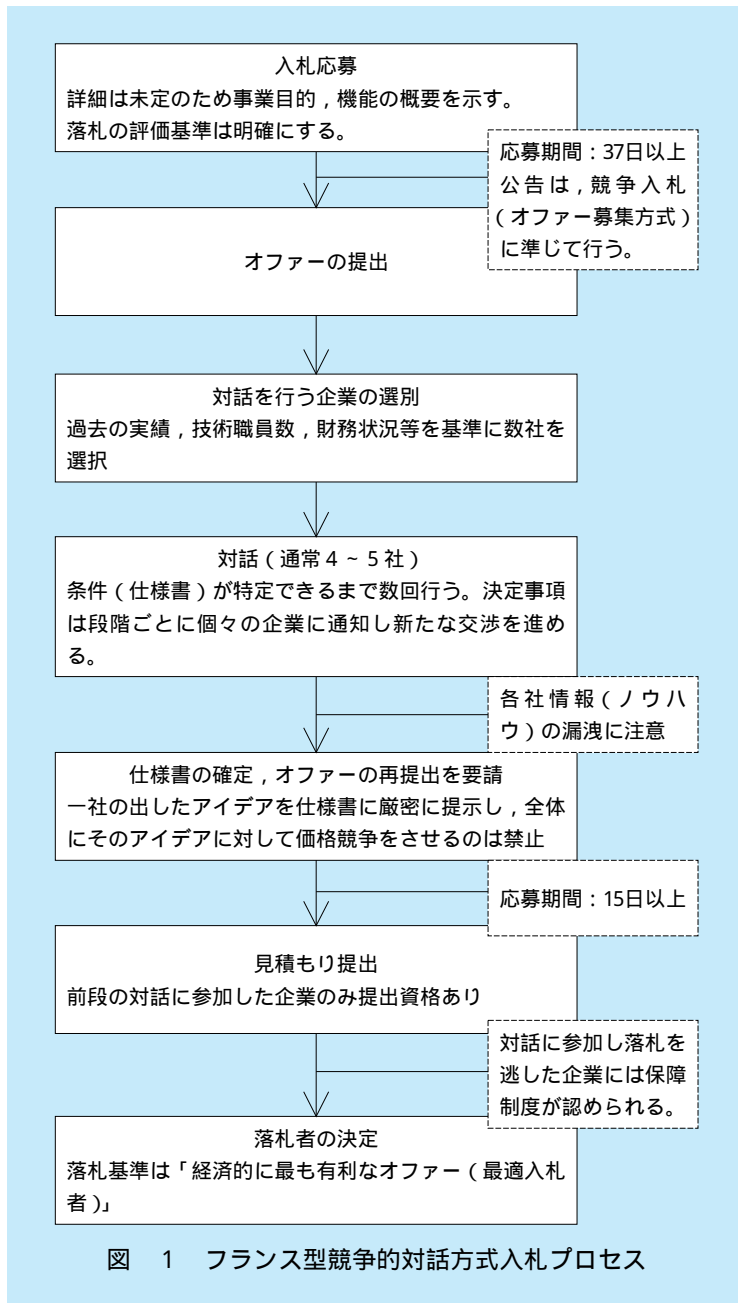 入札応募
詳細は未定のため事業目的，機能の概要を示す。
落札の評価基準は明確にする。
応募期間：37日以上
公告は，競争入札
（オファー募集方式）
に準じて行う。
オファーの提出
対話を行う企業の選別
過去の実績，技術職員数，財務状況等を基準に数社を
選択
対話（通常４～５社）
条件（仕様書）が特定できるまで数回行う。決定事項
は段階ごとに個々の企業に通知し新たな交渉を進め
る。
各社情報（ノウハ
ウ）の漏洩に注意
仕様書の確定，オファーの再提出を要請
一社の出したアイデアを仕様書に厳密に提示し，全体
にそのアイデアに対して価格競争をさせるのは禁止
応募期間：15日以上
見積もり提出
前段の対話に参加した企業のみ提出資格あり
対話に参加し落札を
逃した企業には保障
制度が認められる。
落札者の決定
落札基準は「経済的に最も有利なオファー（最適入札
者）」
図　1　フランス型競争的対話方式入札プロセス